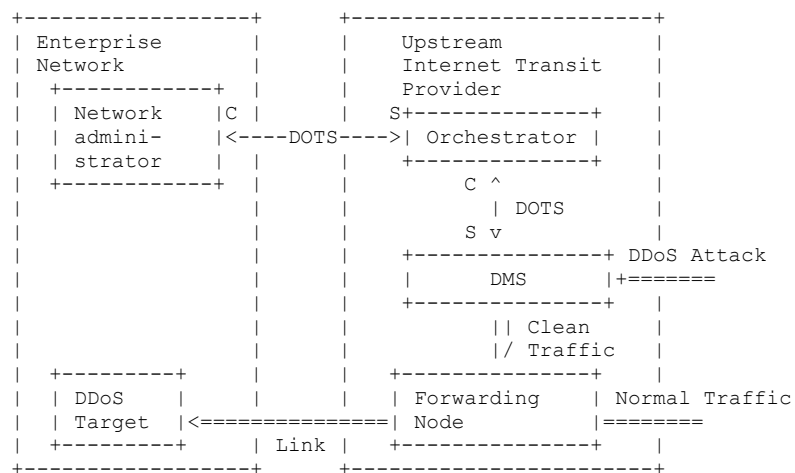 Enterprise Upstream
Network Internet Transit
Provider
Network C S
admini- <----DOTS----> Orchestrator
strator
C ^
| DOTS
S v
DDoS Attack
DMS +=======
|| Clean
|/ Traffic
DDoS Forwarding Normal Traffic
Target <=============== Node ========
Link